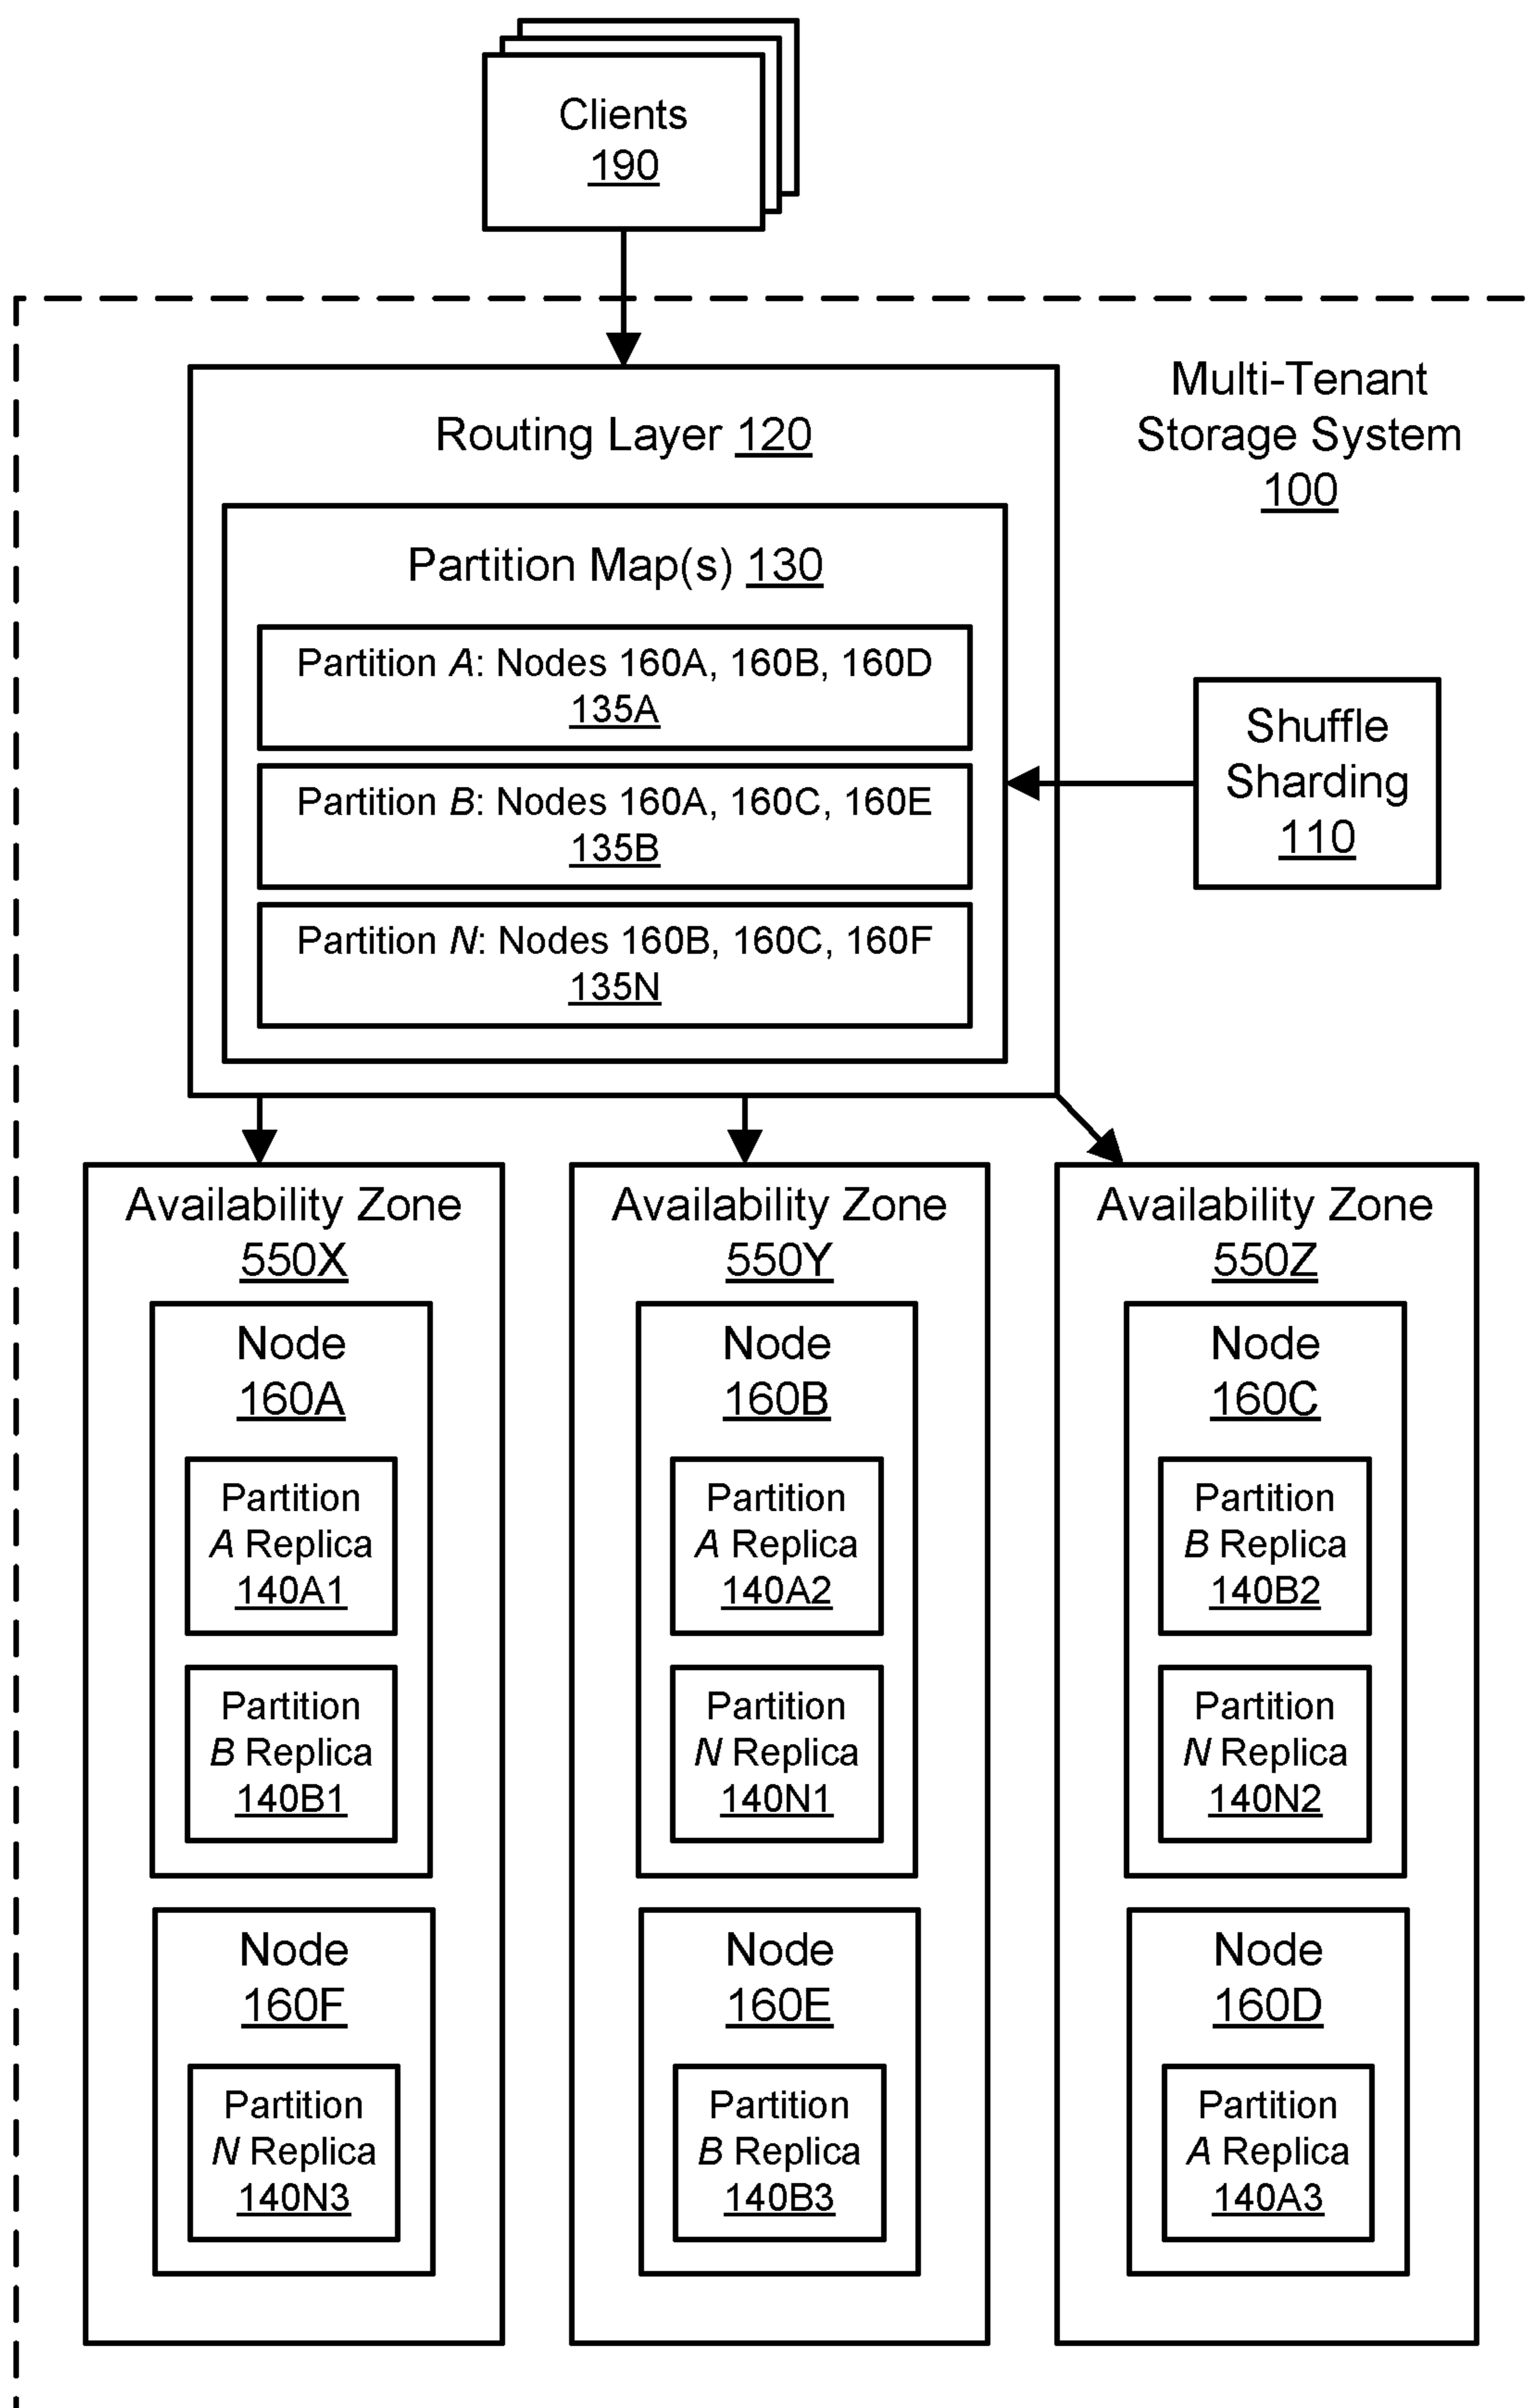 Clients
190
Multi-Tenant
Storage System
100
Routing Layer 120
Partition Map(s) 130
Partition A: Nodes 160A, 160B, 160D
135A
Partition B: Nodes 160A, 160C, 160E
135B
Partition N: Nodes 160B, 160C, 160F
135N
Shuffle
Sharding
110
Availability Zone
550X
Node
160A
Partition
A Replica
140A1
Partition
B Replica
140B1
Node
160F
Partition
N Replica
140N3
Availability Zone
550Y
Node
160B
Partition
A Replica
140A2
Partition
N Replica
140N1
Node
160E
Partition
B Replica
140B3
Availability Zone
550Z
Node
160C
Partition
B Replica
140B2
Partition
N Replica
140N2
Node
160D
Partition
A Replica
140A3